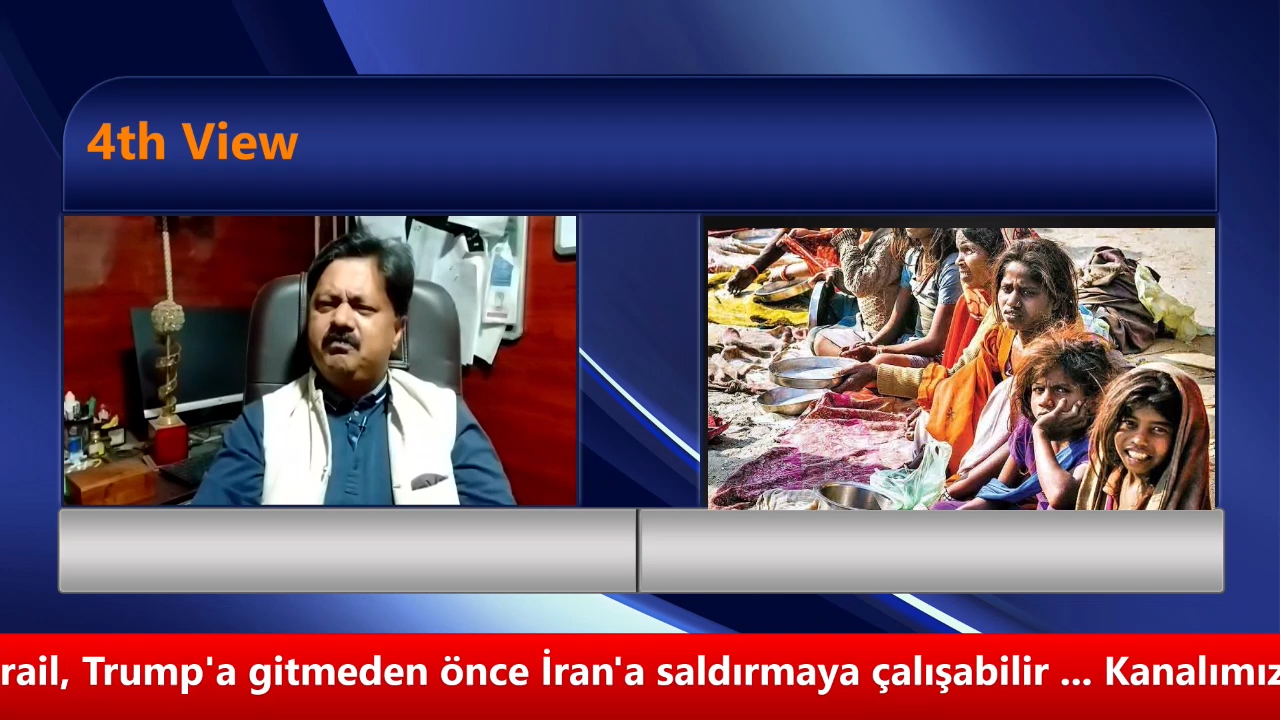 4th View
rail, Trump'a gitmeden önce İran'a saldırmaya çalışabilir ... Kanalımız